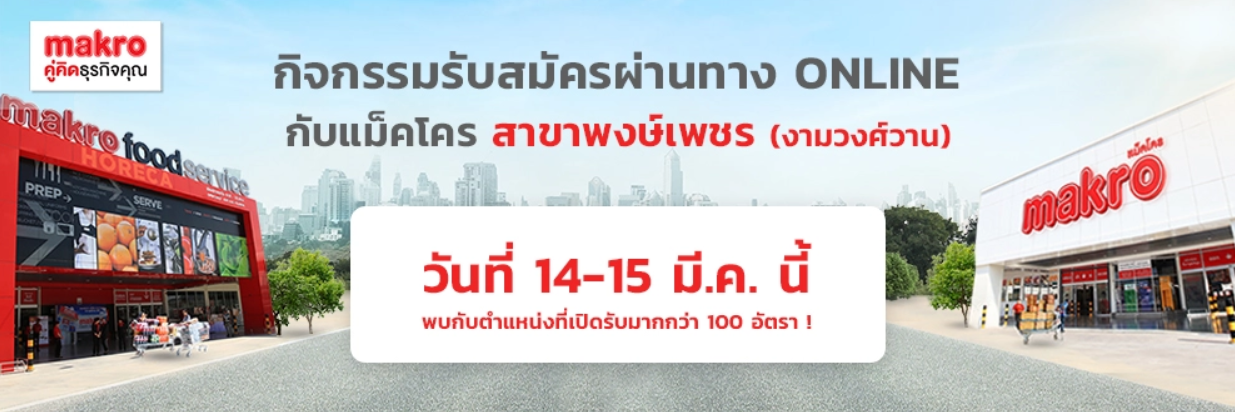 makro
คู่คิดธุรกิจคุณ
กิจกรรมรับสมัครผ่านทาง ONLINE
กับแม็คโคร สาขาพงษ์เพชร (งามวงศ์วาน)
วันที่ 14-15 มี.ค. นี้
พบกับตำแหน่งที่เปิดรับมากกว่า 100 อัตรา !
makro foodservice
HORECA
PREP
SERVE
แม็คโคร
makro